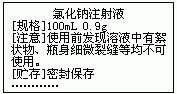 氯化钠注射液
[规格]100mL 0.9g
[注意]使用前发现溶液中有絮
状物、瓶身细微裂缝等均不可
使用。
[贮存]密封保存
…………